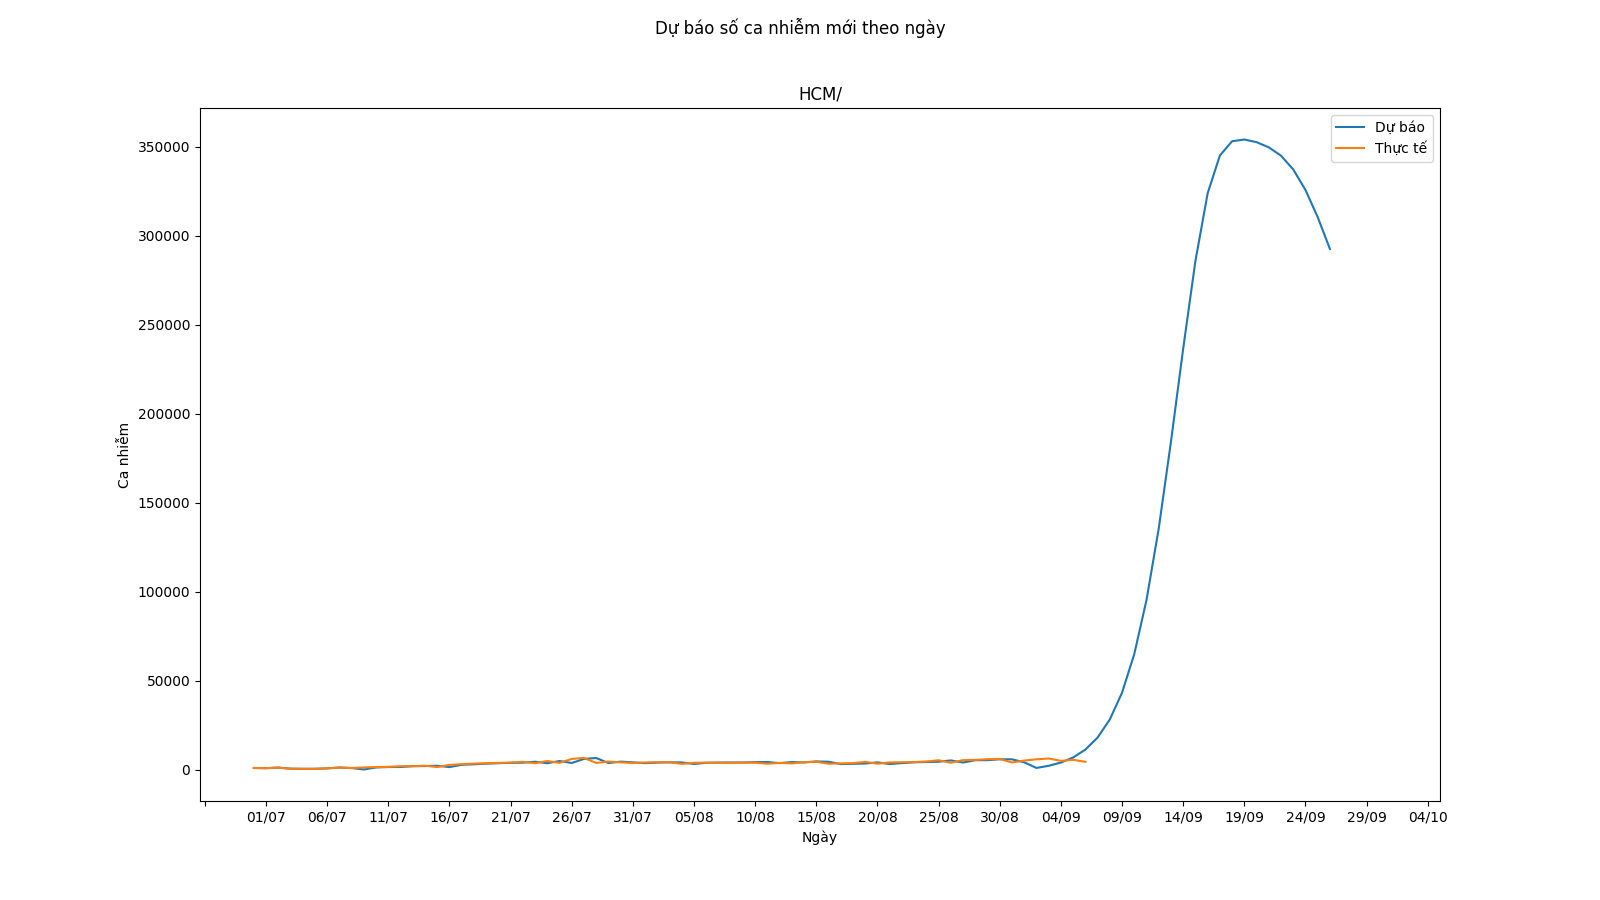 Dự báo số ca nhiễm mới theo ngày
HCM/
Dự báo
Thực tế
350000
300000
250000
200000
150000
100000
50000
0
Ca nhiễm
01/07 06/07 11/07 16/07 21/07 26/07 31/07 05/08 10/08 15/08 20/08 25/08 30/08 04/09 09/09 14/09 19/09 24/09 29/09 04/10
Ngày